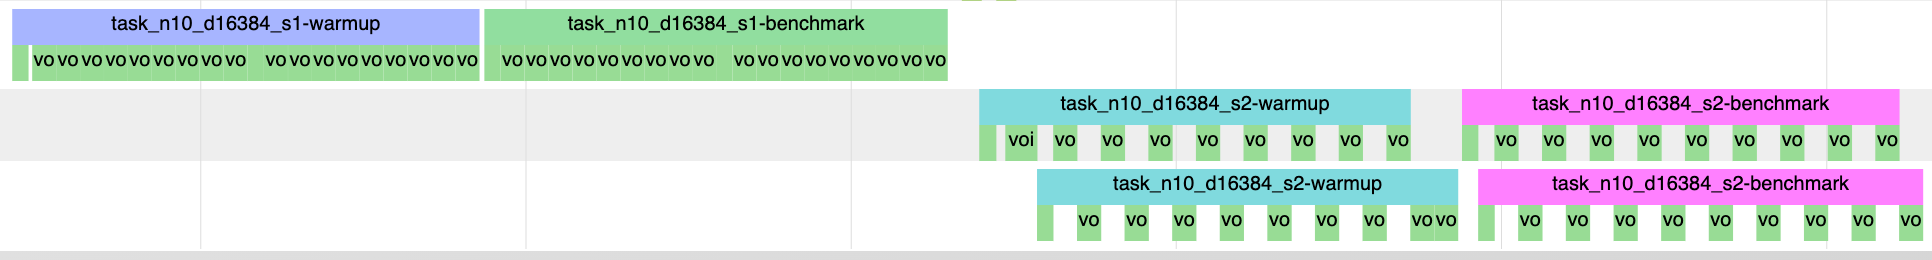 task_n10_d16384_s1-warmup task_n10_d16384_s1-benchmark
vo vo vo vo vo vo vo vo vo vo vo vo vo vo vo vo vo vo vo vo vo vo vo vo vo vo vo vo vo vo vo vo vo vo vo vo
task_n10_d16384_s2-warmup task_n10_d16384_s2-benchmark
voi vo vo vo vo vo vo vo vo vo vo vo vo vo vo vo vo vo
task_n10_d16384_s2-warmup task_n10_d16384_s2-benchmark
vo vo vo vo vo vo vo vo vo vo vo vo vo vo vo vo vo vo